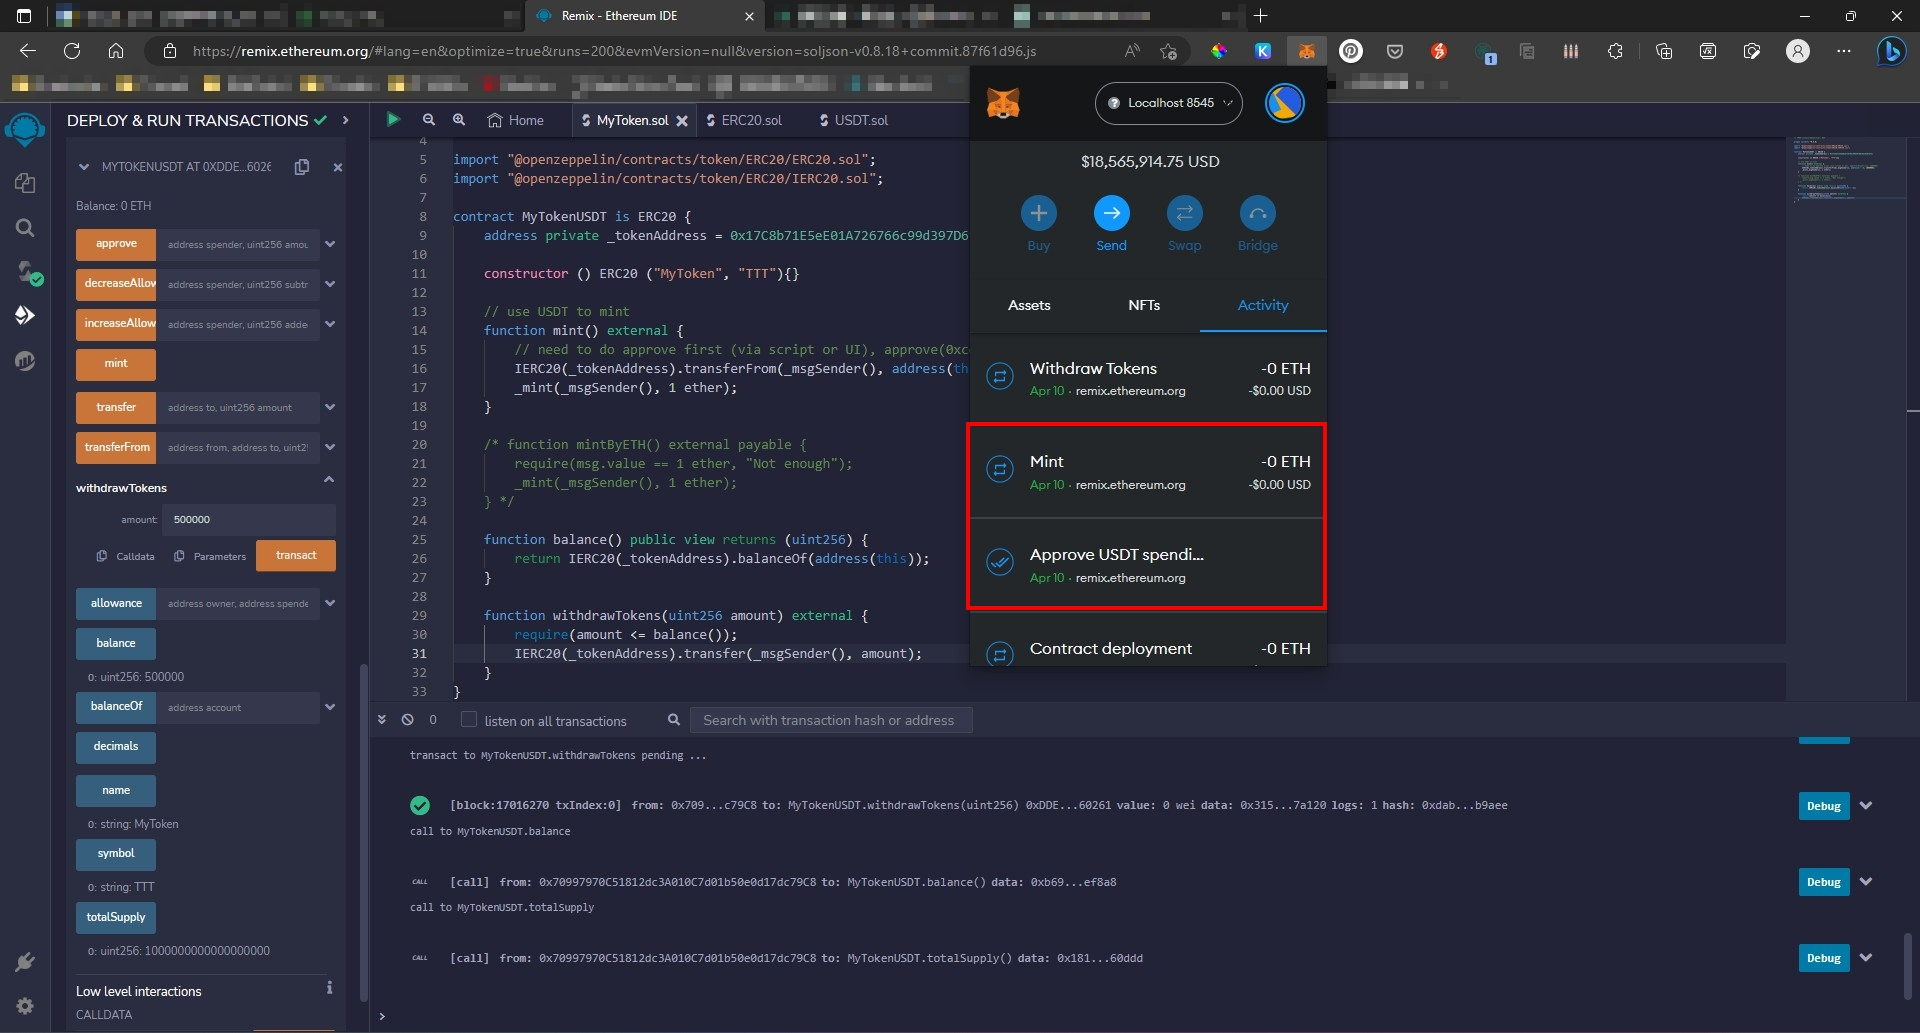 Remix - Ethereum IDE
https://remix.ethereum.org/#lang=en&optimize=true&runs=200&evmVersion=null&version=soljson-v0.8.18+commit.87f61d96.js
1
DEPLOY & RUN TRANSACTIONS
MYTOKENUSDT AT 0XDDE...6026
Balance: 0 ETH
approve
address spender, uint256 amou
decreaseAllow
address spender, uint256 subtr
increaseAllow
address spender, uint256 adde
mint
transfer
address to, uint256 amount
transferFrom
address from, address to, uint2
withdrawTokens
amount:
500000
Calldata
Parameters
transact
allowance
address owner, address spende
balance
0: uint256: 500000
balanceOf
address account
decimals
name
0: string: MyToken
symbol
0: string: TTT
totalSupply
0: uint256: 1000000000000000000
Low level interactions
CALLDATA
Home
MyToken.sol
ERC20.sol
USDT.sol
4
5 import "@openzeppelin/contracts/token/ERC20/ERC20.sol";
6 import "@openzeppelin/contracts/token/ERC20/IERC20.sol";
7
8 contract MyTokenUSDT is ERC20 {
9 address private _tokenAddress = 0x17C8b71E5eE01A726766c99d397D6
10
11 constructor () ERC20 ("MyToken", "TTT"){}
12
13 // use USDT to mint
14 function mint() external {
15 // need to do approve first (via script or UI), approve(0xc
16 IERC20(_tokenAddress).transferFrom(_msgSender(), address(th
17 _mint(_msgSender(), 1 ether);
18 }
19
20 /* function mintByETH() external payable {
21 require(msg.value == 1 ether, "Not enough");
22 _mint(_msgSender(), 1 ether);
23 } */
24
25 function balance() public view returns (uint256) {
26 return IERC20(_tokenAddress).balanceOf(address(this));
27 }
28
29 function withdrawTokens(uint256 amount) external {
30 require(amount <= balance());
31 IERC20(_tokenAddress).transfer(_msgSender(), amount);
32 }
33 }
Localhost 8545
$18,565,914.75 USD
Buy
Send
Swap
Bridge
Assets
NFTs
Activity
Withdraw Tokens
-0 ETH
Apr 10 · remix.ethereum.org
-$0.00 USD
Mint
-0 ETH
Apr 10 · remix.ethereum.org
-$0.00 USD
Approve USDT spendi...
Apr 10 · remix.ethereum.org
Contract deployment
-0 ETH
0
listen on all transactions
Search with transaction hash or address
transact to MyTokenUSDT.withdrawTokens pending ...
[block:17016270 txIndex:0] from: 0x709...c79C8 to: MyTokenUSDT.withdrawTokens(uint256) 0xDDE...60261 value: 0 wei data: 0x315...7a120 logs: 1 hash: 0xdab...b9aee
Debug
call to MyTokenUSDT.balance
CALL
[call] from: 0x70997970C51812dc3A010C7d01b50e0d17dc79C8 to: MyTokenUSDT.balance() data: 0xb69...ef8a8
Debug
call to MyTokenUSDT.totalSupply
CALL
[call] from: 0x70997970C51812dc3A010C7d01b50e0d17dc79C8 to: MyTokenUSDT.totalSupply() data: 0x181...60ddd
Debug
>